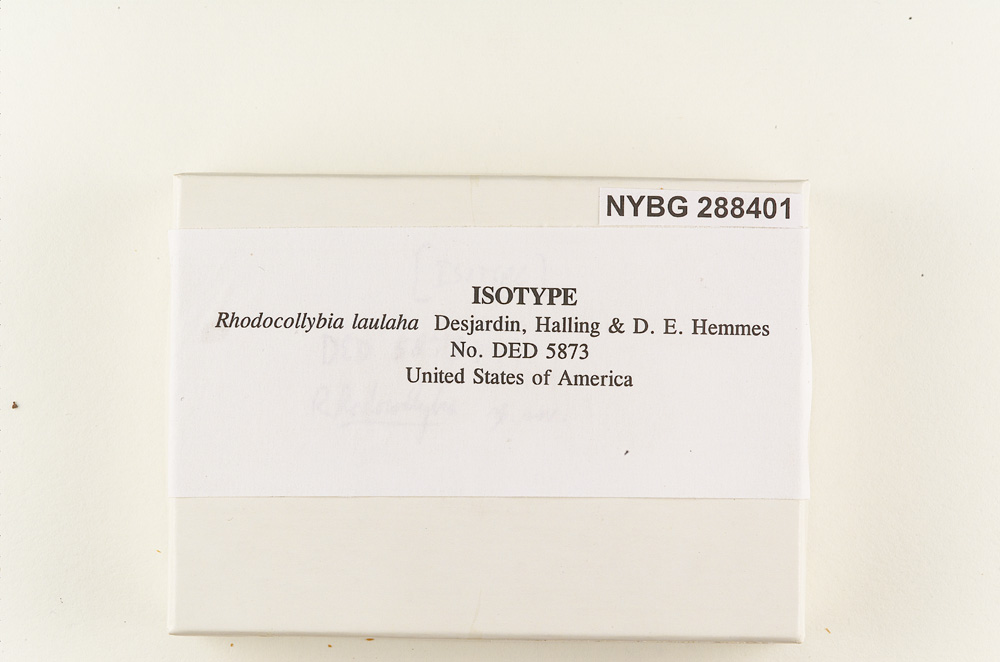 NYBG 288401
ISOTYPE
Rhodocollybia laulaha Desjardin, Halling & D. E. Hemmes
No. DED 5873
United States of America